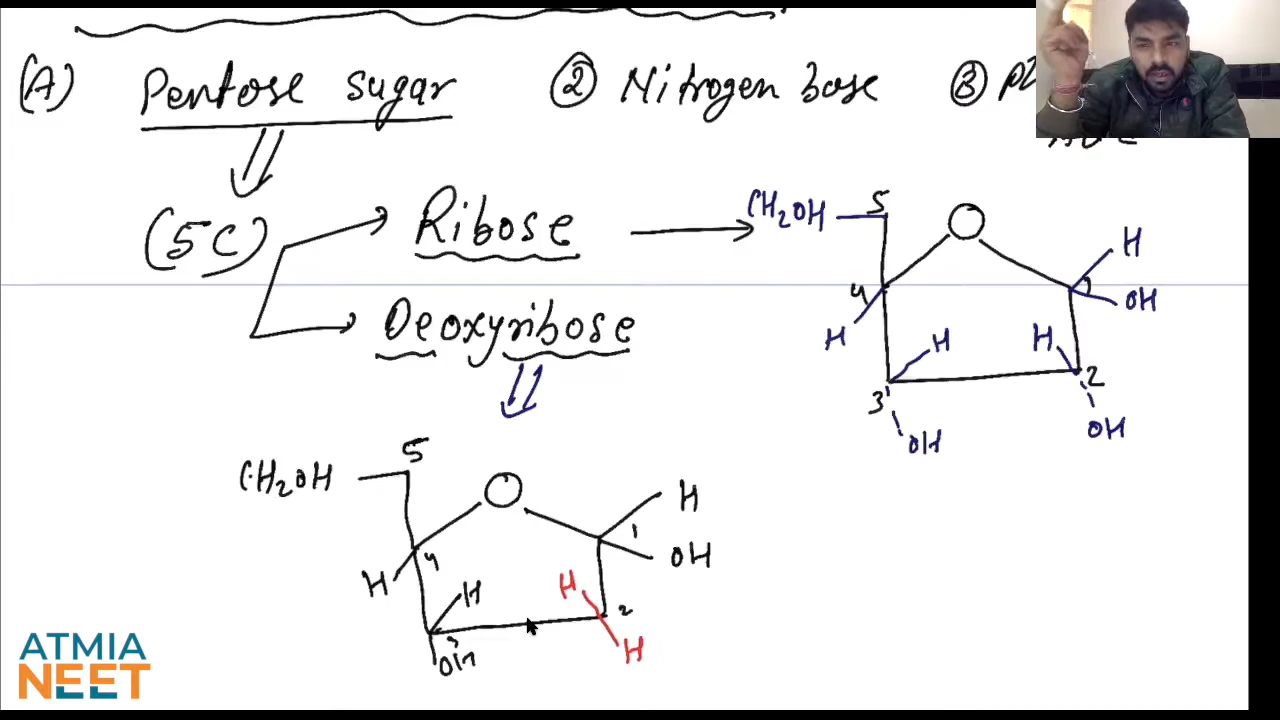 (A) Pentose sugar ② Nitrogen base ③
(5C) Ribose
Deoxyribose
CH2OH 5 O
H
4 OH
H H H
3 2
OH OH
CH2OH 5 O
H
1
4 OH
H H H
2
3 H
OH
ATMIA
NEET